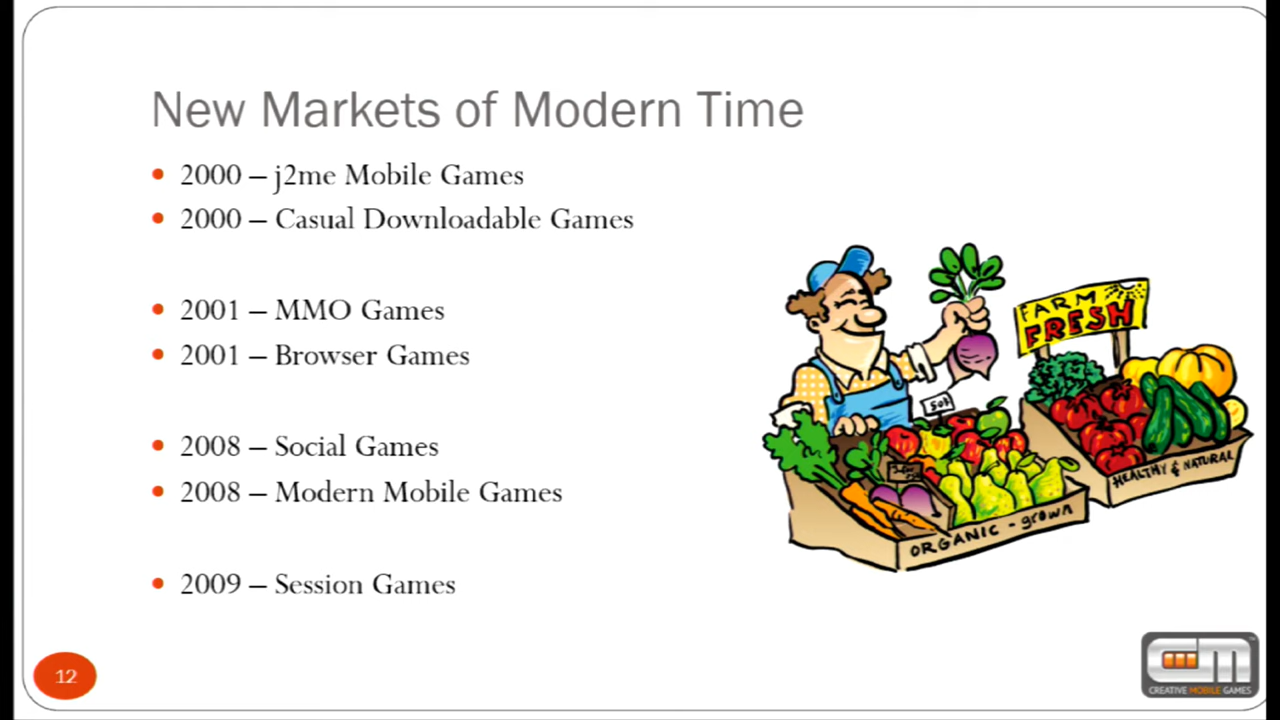 New Markets of Modern Time
2000 – j2me Mobile Games
2000 – Casual Downloadable Games
2001 – MMO Games
2001 – Browser Games
2008 – Social Games
2008 – Modern Mobile Games
2009 – Session Games
FARM
FRESH
50¢
HEALTHY & NATURAL
ORGANIC - grown
12
CREATIVE MOBILE GAMES